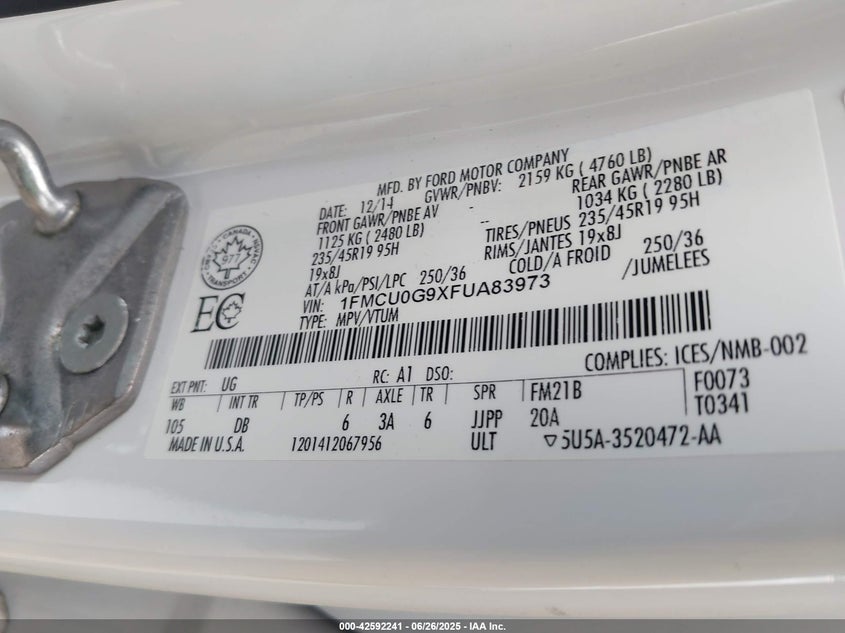 MFD. BY FORD MOTOR COMPANY
DATE: 12/14 GVWR/PNBV: 2159 KG ( 4760 LB)
FRONT GAWR/PNBE AV - REAR GAWR/PNBE AR
1125 KG ( 2480 LB) -- 1034 KG ( 2280 LB)
235/45R19 95H TIRES/PNEUS 235/45R19 95H
19x8J RIMS/JANTES 19x8J
AT/A kPa/PSI/LPC 250/36 COLD/A FROID 250/36
VIN: 1FMCU0G9XFUA83973 /JUMELEES
TYPE: MPV/VTUM
CANADA
977
TRANSPORT
EC
COMPLIES: ICES/NMB-002
EXT PNT: UG RC: A1 DSO:
WB INT TR TP/PS R AXLE TR SPR FM21B F0073
105 DB 6 3A 6 JJPP 20A T0341
MADE IN U.S.A. 1201412067956 ULT ▽5U5A-3520472-AA
000-42592241 / 06/26/2025 - IAA Inc.